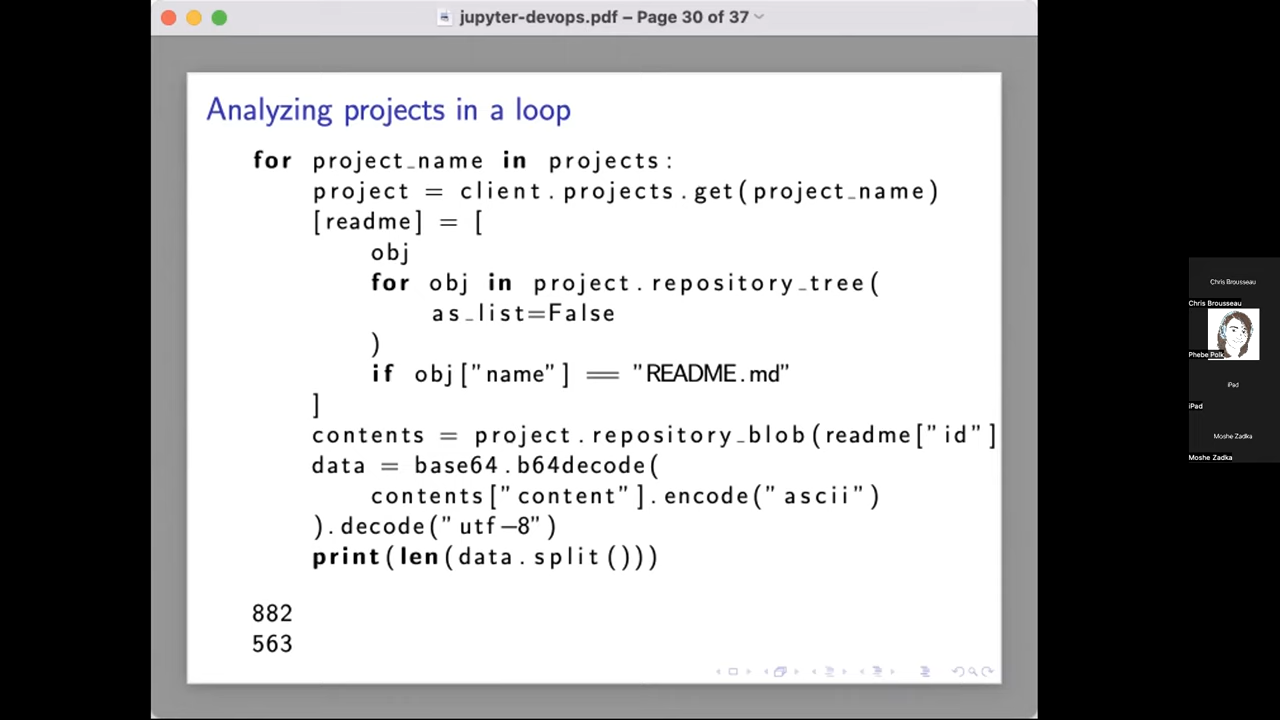 jupyter-devops.pdf – Page 30 of 37
Analyzing projects in a loop
for project_name in projects:
    project = client.projects.get(project_name)
    [readme] = [
        obj
        for obj in project.repository_tree(
            as_list=False
        )
        if obj["name"] == "README.md"
    ]
    contents = project.repository_blob(readme["id"]
    data = base64.b64decode(
        contents["content"].encode("ascii")
    ).decode("utf-8")
    print(len(data.split()))
882
563
Chris Brousseau
Chris Brousseau
Phebe Polk
iPad
iPad
Moshe Zadka
Moshe Zadka